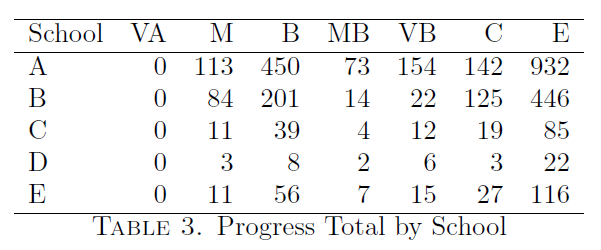 School VA M B MB VB C E
A 0 113 450 73 154 142 932
B 0 84 201 14 22 125 446
C 0 11 39 4 12 19 85
D 0 3 8 2 6 3 22
E 0 11 56 7 15 27 116
TABLE 3. Progress Total by School